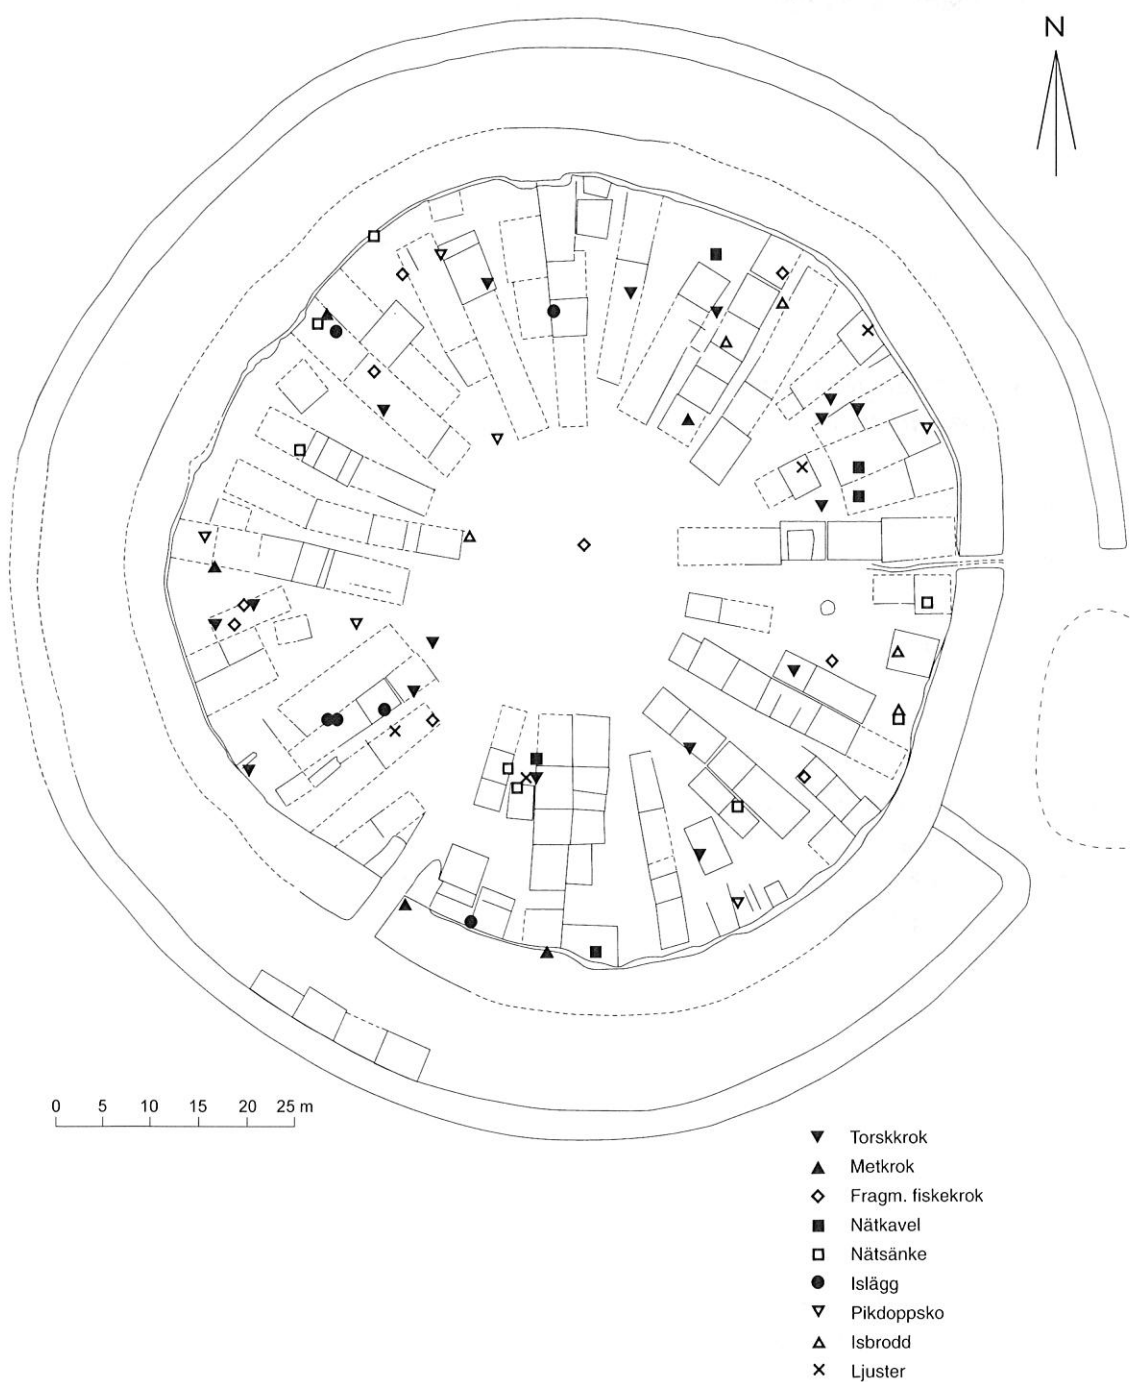 N
0 5 10 15 20 25 m
Torskkrok
Metkrok
Fragm. fiskekrok
Nätkavel
Nätsänke
Islägg
Pikdoppsko
Isbrodd
Ljuster